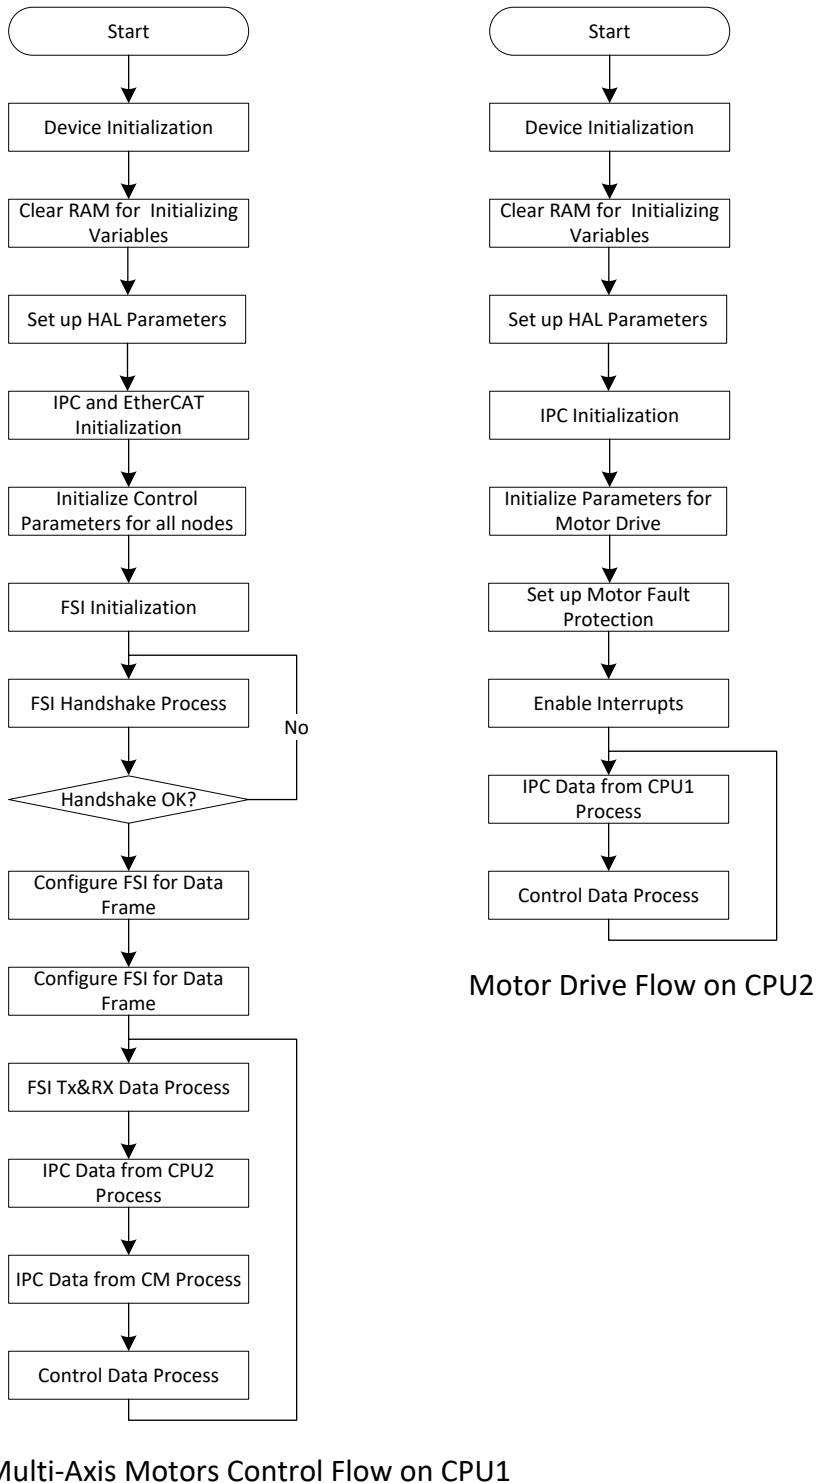 Start
Device Initialization
Clear RAM for Initializing
Variables
Set up HAL Parameters
IPC and EtherCAT
Initialization
Initialize Control
Parameters for all nodes
FSI Initialization
FSI Handshake Process
No
Handshake OK?
Configure FSI for Data
Frame
Configure FSI for Data
Frame
FSI Tx&RX Data Process
IPC Data from CPU2
Process
IPC Data from CM Process
Control Data Process
Multi-Axis Motors Control Flow on CPU1
Start
Device Initialization
Clear RAM for Initializing
Variables
Set up HAL Parameters
IPC Initialization
Initialize Parameters for
Motor Drive
Set up Motor Fault
Protection
Enable Interrupts
IPC Data from CPU1
Process
Control Data Process
Motor Drive Flow on CPU2